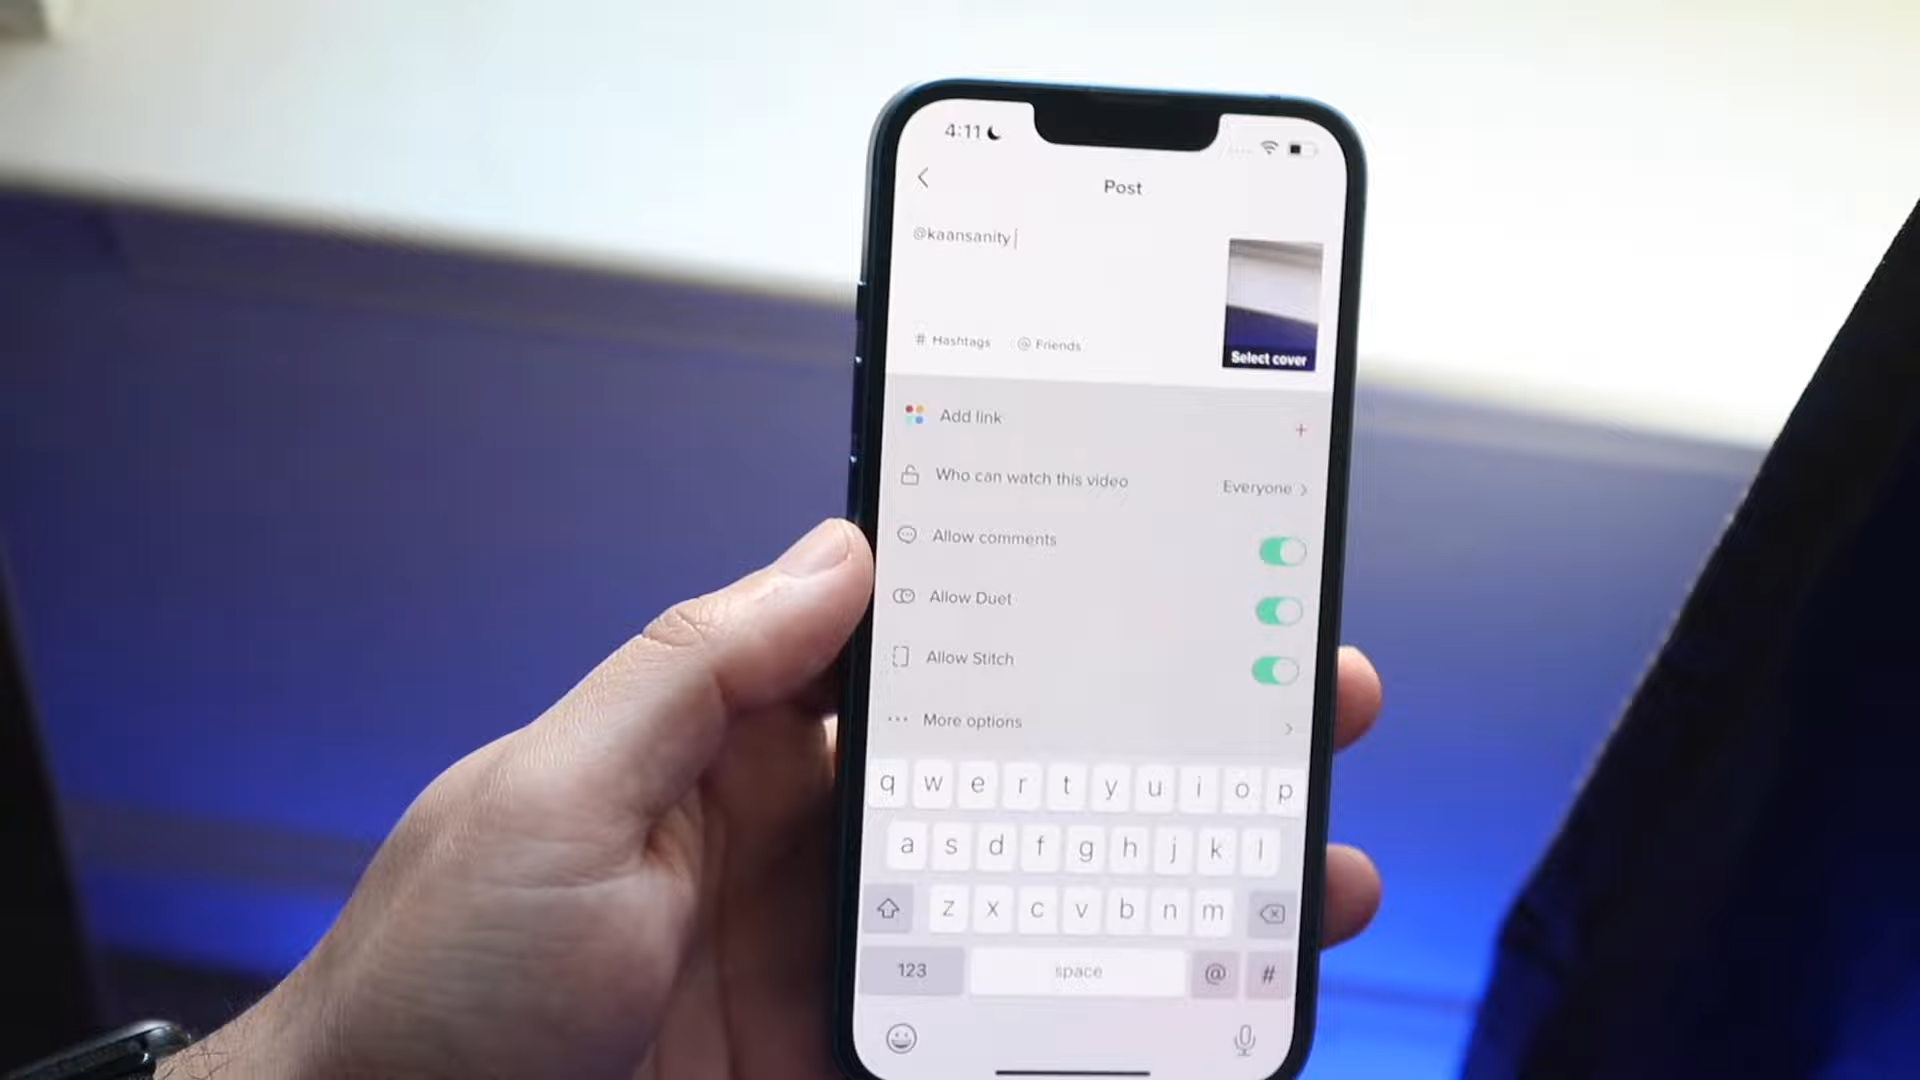 4:11
Post
@kaansanity
# Hashtags @ Friends
Select cover
Add link +
Who can watch this video Everyone >
Allow comments
Allow Duet
Allow Stitch
More options >
q w e r t y u i o p
a s d f g h j k l
z x c v b n m
123 space @ #